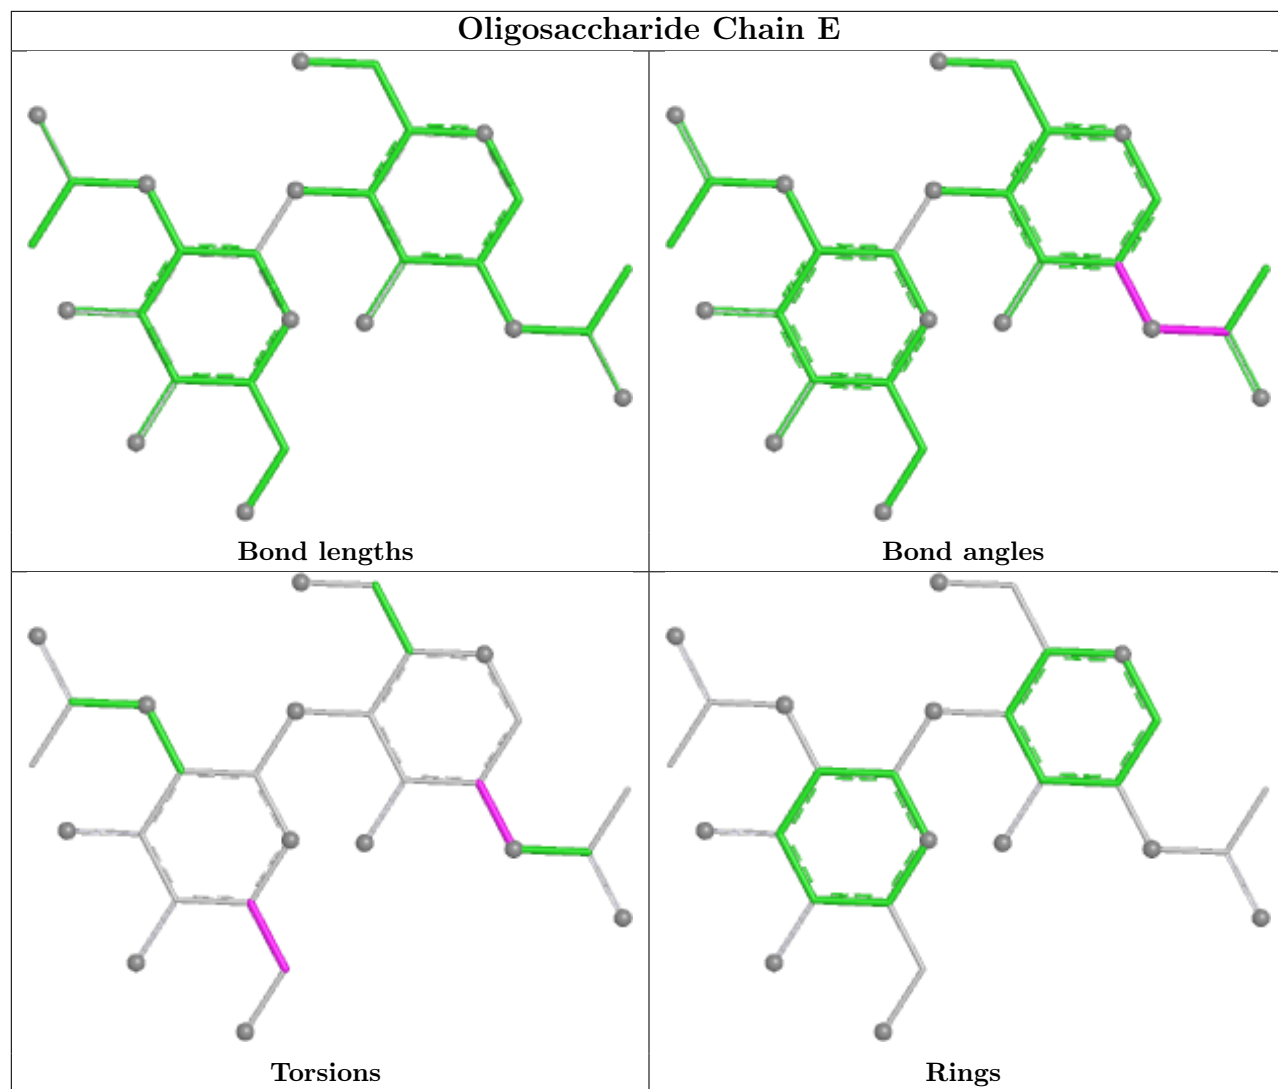 Oligosaccharide Chain E
Bond lengths
Bond angles
Torsions
Rings